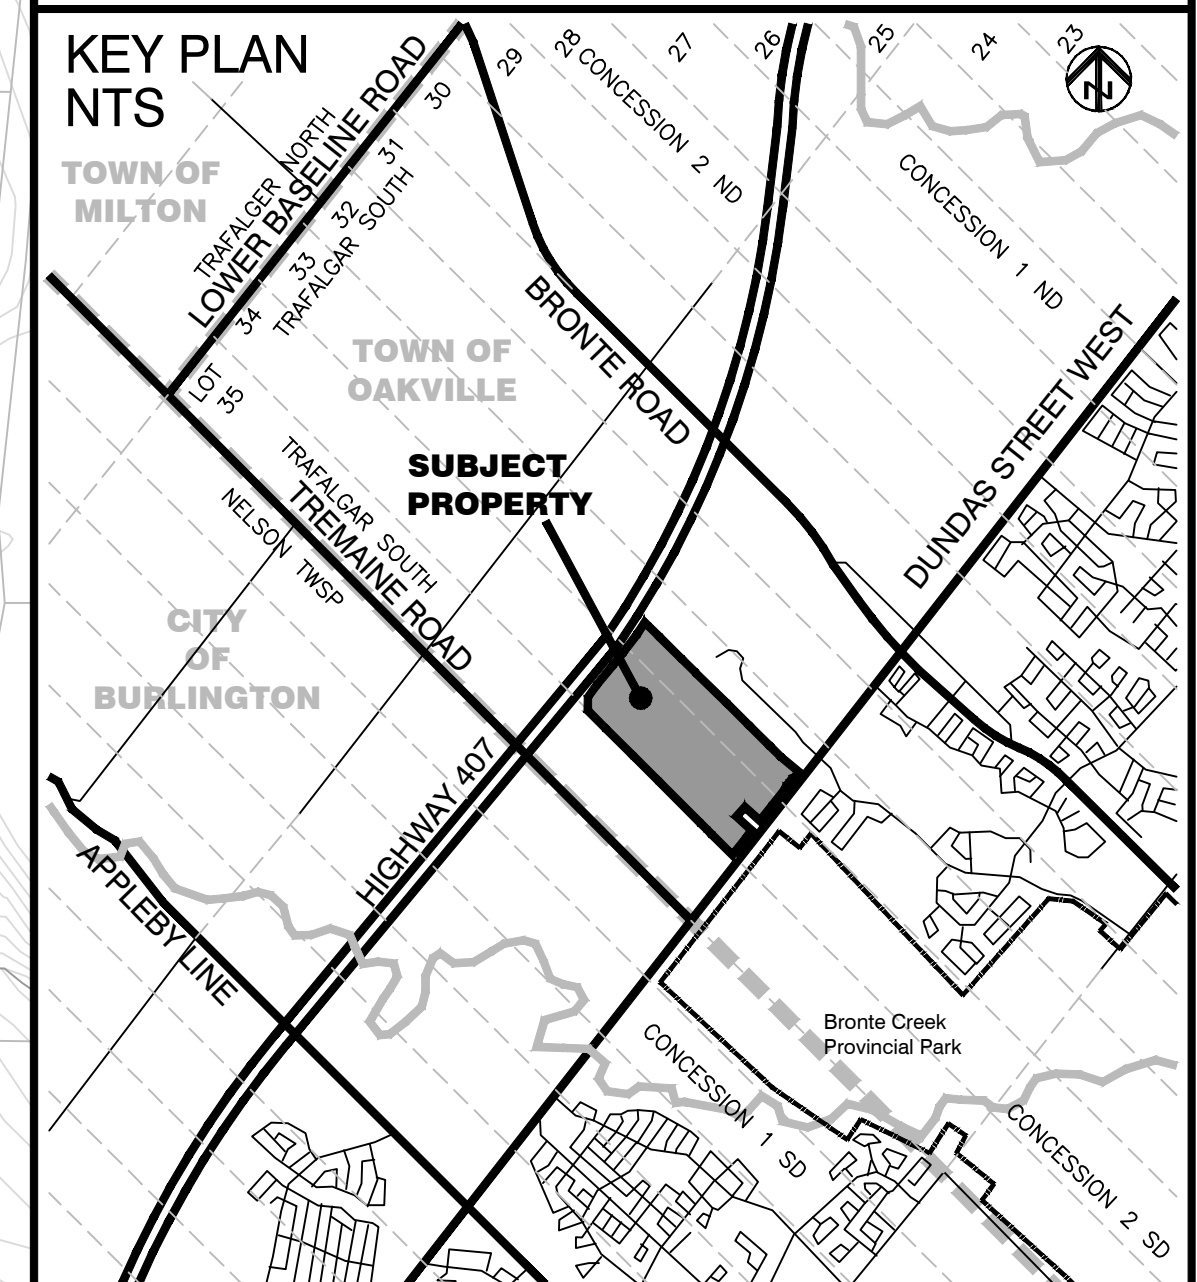 KEY PLAN
NTS
29
28
27
26
25
24
23
N
CONCESSION 2 ND
CONCESSION 1 ND
TOWN OF
MILTON
TRAFALGER NORTH
LOWER BASELINE ROAD
30
31
32
33
34
LOT
35
TRAFALGAR SOUTH
BRONTE ROAD
TOWN OF
OAKVILLE
DUNDAS STREET WEST
SUBJECT
PROPERTY
TRAFALGAR SOUTH
TREMAINE ROAD
NELSON TWSP
CITY
OF
BURLINGTON
HIGHWAY 407
APPLEBY LINE
Bronte Creek
Provincial Park
CONCESSION 1 SD
CONCESSION 2 SD